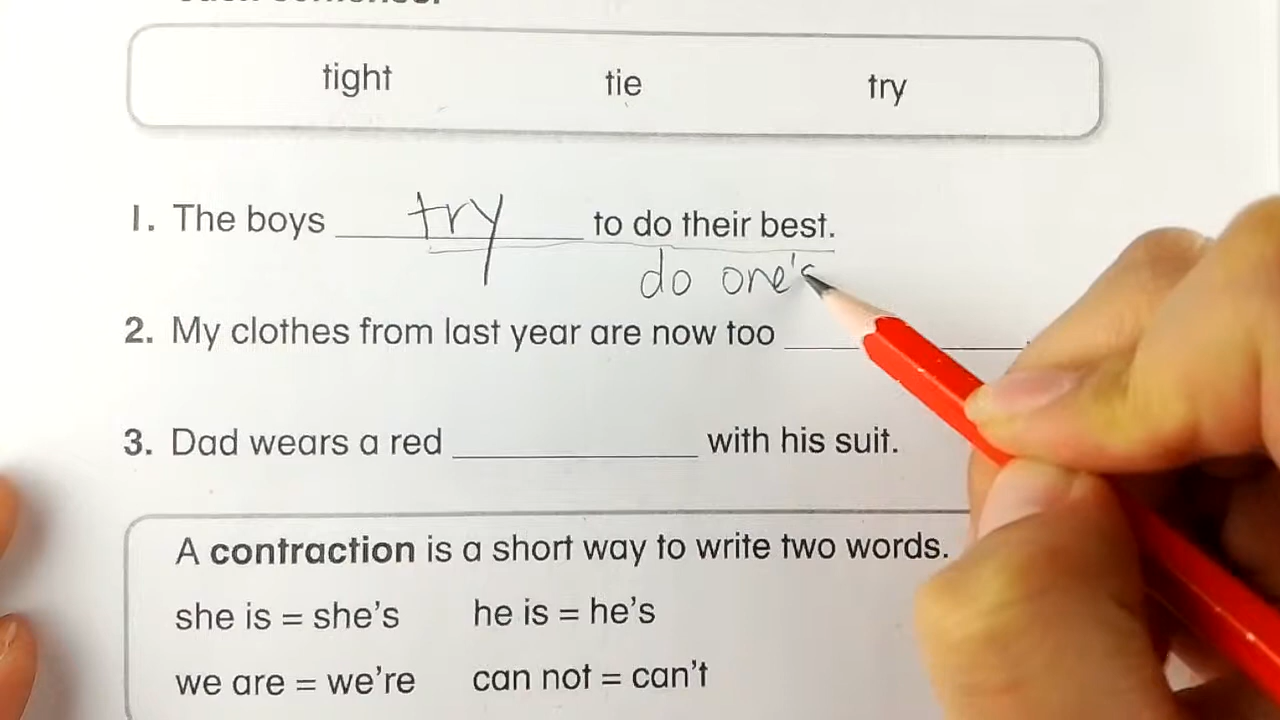 tight tie try
1. The boys try to do their best.
do one's
2. My clothes from last year are now too
3. Dad wears a red with his suit.
A contraction is a short way to write two words.
she is = she's he is = he's
we are = we're can not = can't